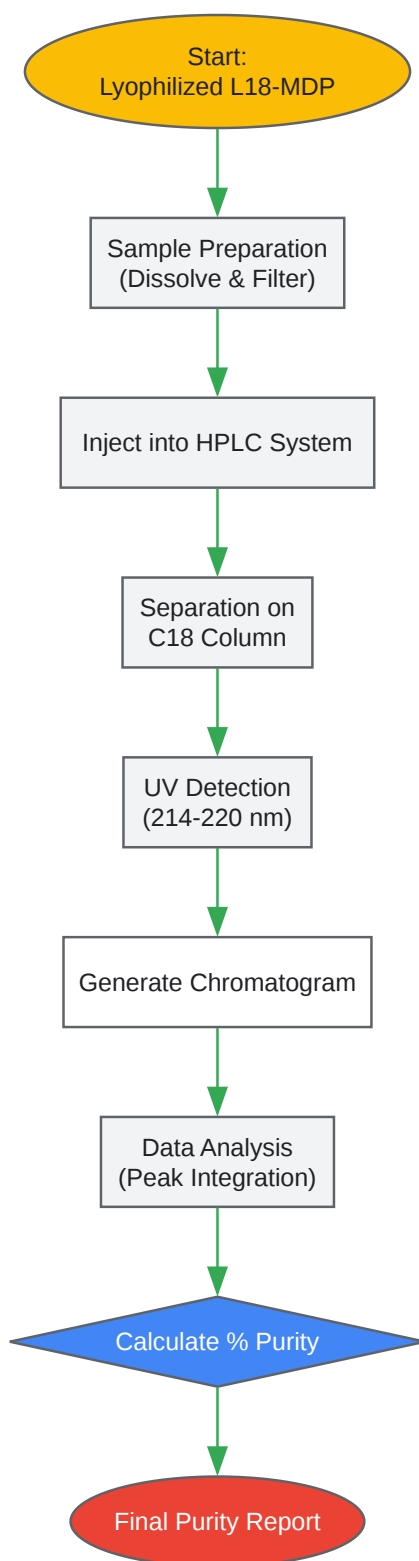 Start:
Lyophilized L18-MDP
Sample Preparation
(Dissolve & Filter)
Inject into HPLC System
Separation on
C18 Column
UV Detection
(214-220 nm)
Generate Chromatogram
Data Analysis
(Peak Integration)
Calculate % Purity
Final Purity Report